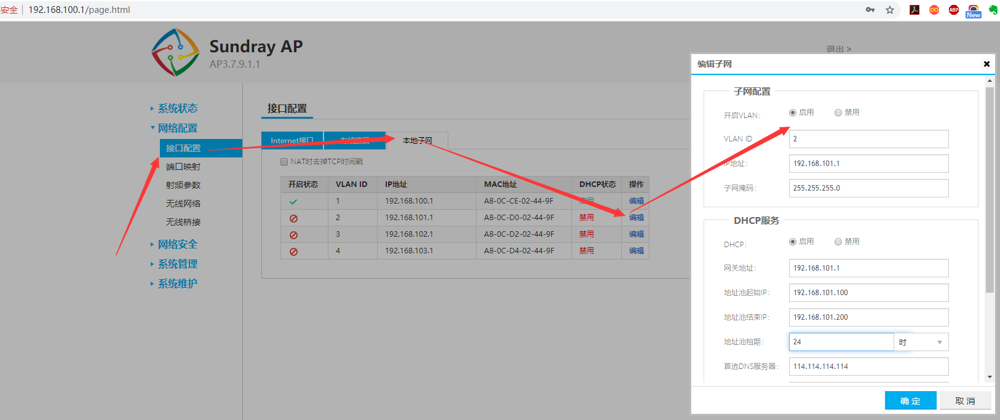 安全 192.168.100.1/page.html
ABP
New
Sundray AP
AP3.7.9.1.1
退出 >
系统状态
网络配置
接口配置
端口映射
射频参数
无线网络
无线桥接
网络安全
系统管理
系统维护
接口配置
Internet接口 有线接口 本地子网
NAT时去掉TCP时间戳
开启状态 VLAN ID IP地址 MAC地址 DHCP状态 操作
1 192.168.100.1 A8-0C-CE-02-44-9F 启用 编辑
2 192.168.101.1 A8-0C-D0-02-44-9F 禁用 编辑
3 192.168.102.1 A8-0C-D2-02-44-9F 禁用 编辑
4 192.168.103.1 A8-0C-D4-02-44-9F 禁用 编辑
编辑子网
子网配置
开启VLAN: 启用 禁用
VLAN ID 2
IP地址: 192.168.101.1
子网掩码: 255.255.255.0
DHCP服务
DHCP: 启用 禁用
网关地址: 192.168.101.1
地址池起始IP: 192.168.101.100
地址池结束IP: 192.168.101.200
地址池租期: 24 时
首选DNS服务器: 114.114.114.114
确定 取消